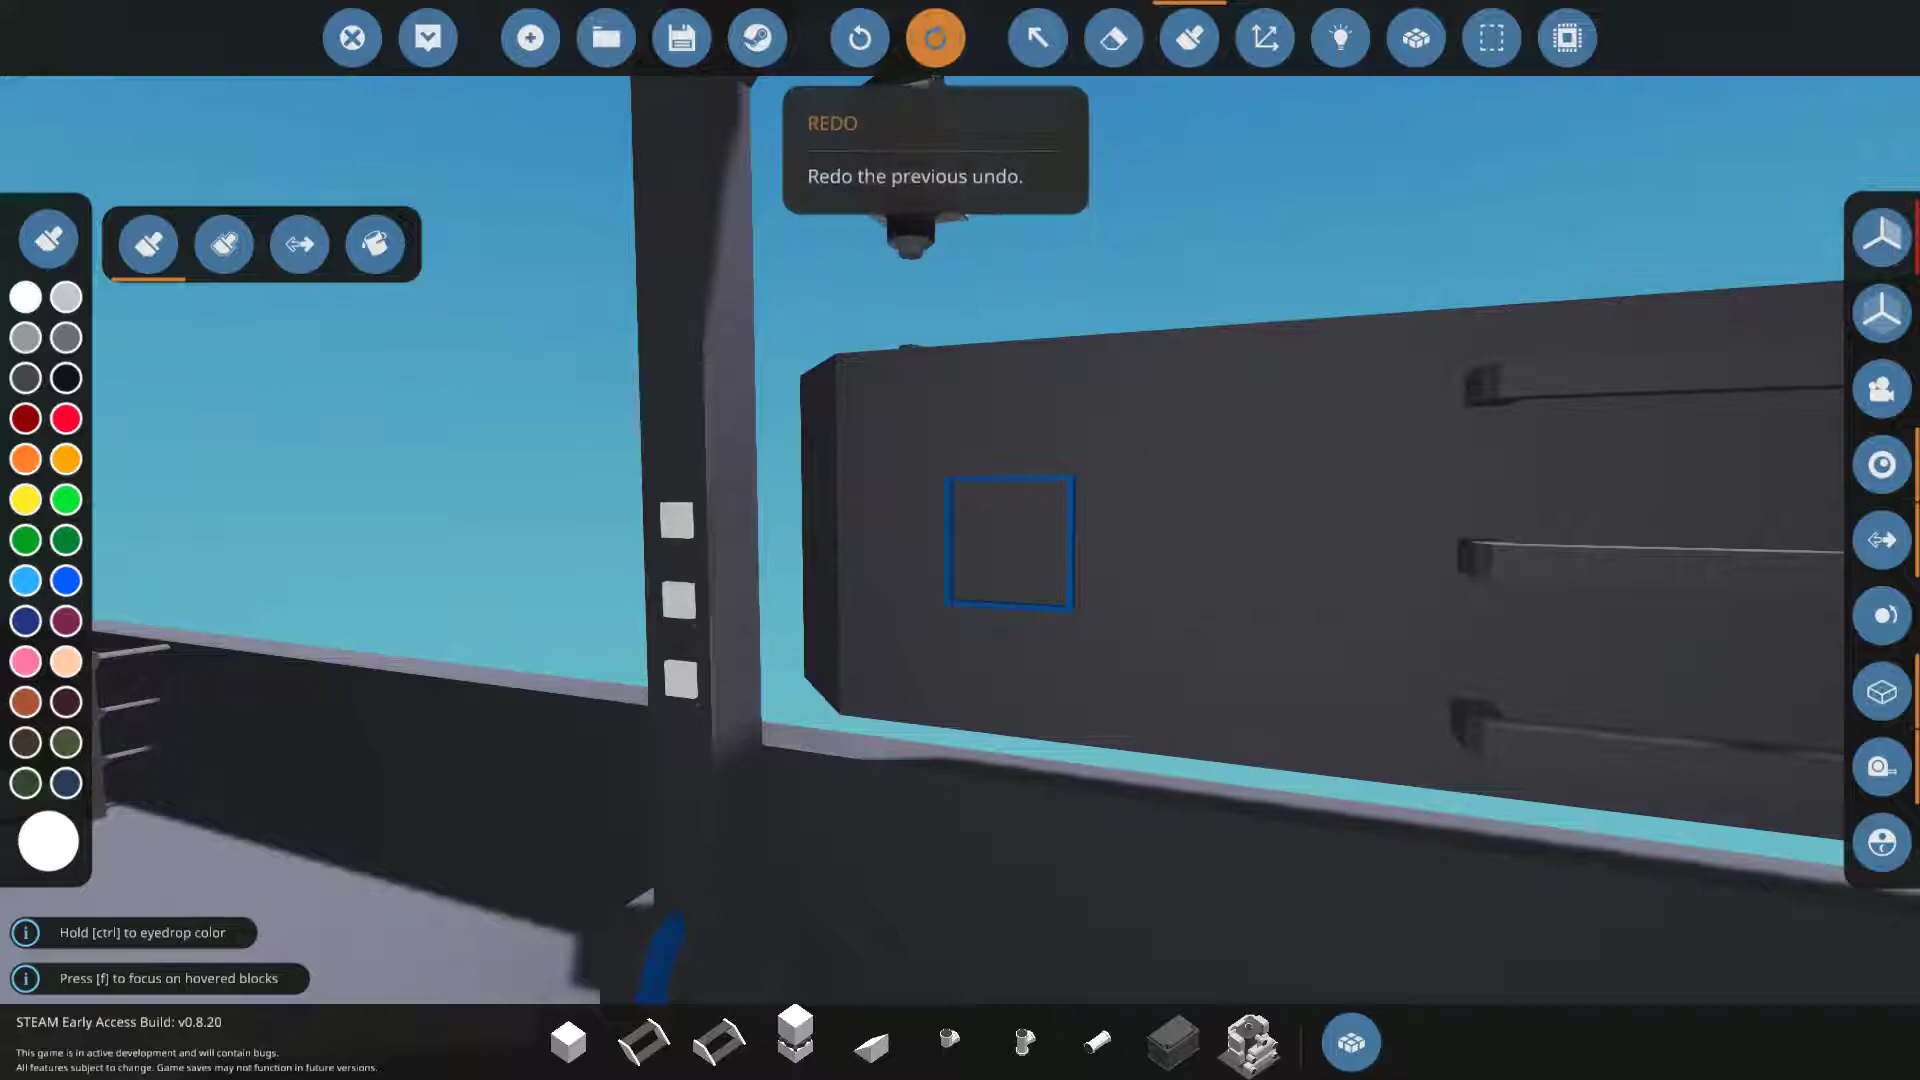 REDO
Redo the previous undo.
Hold [ctrl] to eyedrop color
Press [f] to focus on hovered blocks
STEAM Early Access Build: v0.8.20
This game is in active development and will contain bugs.
All features subject to change. Game saves may not function in future versions.